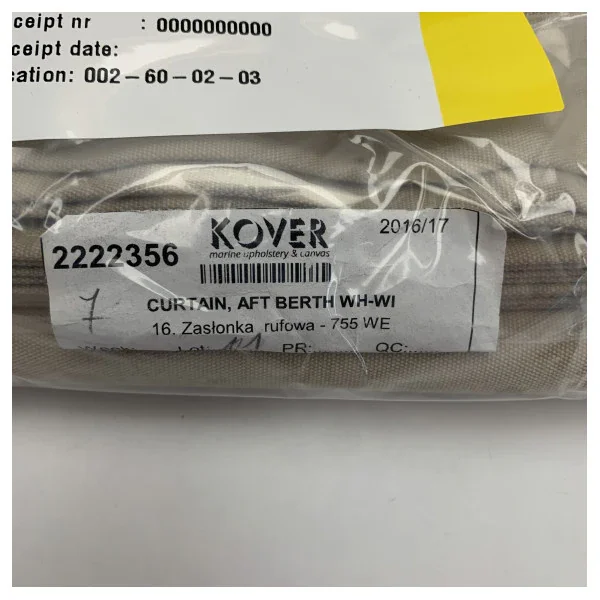 ceipt nr : 0000000000
ceipt date:
cation: 002-60-02-03
KOVER
marine upholstery & canvas
2016/17
2222356
7
CURTAIN, AFT BERTH WH-WI
16. Zasłonka rufowa - 755 WE
Lot: PR:........ QC:........